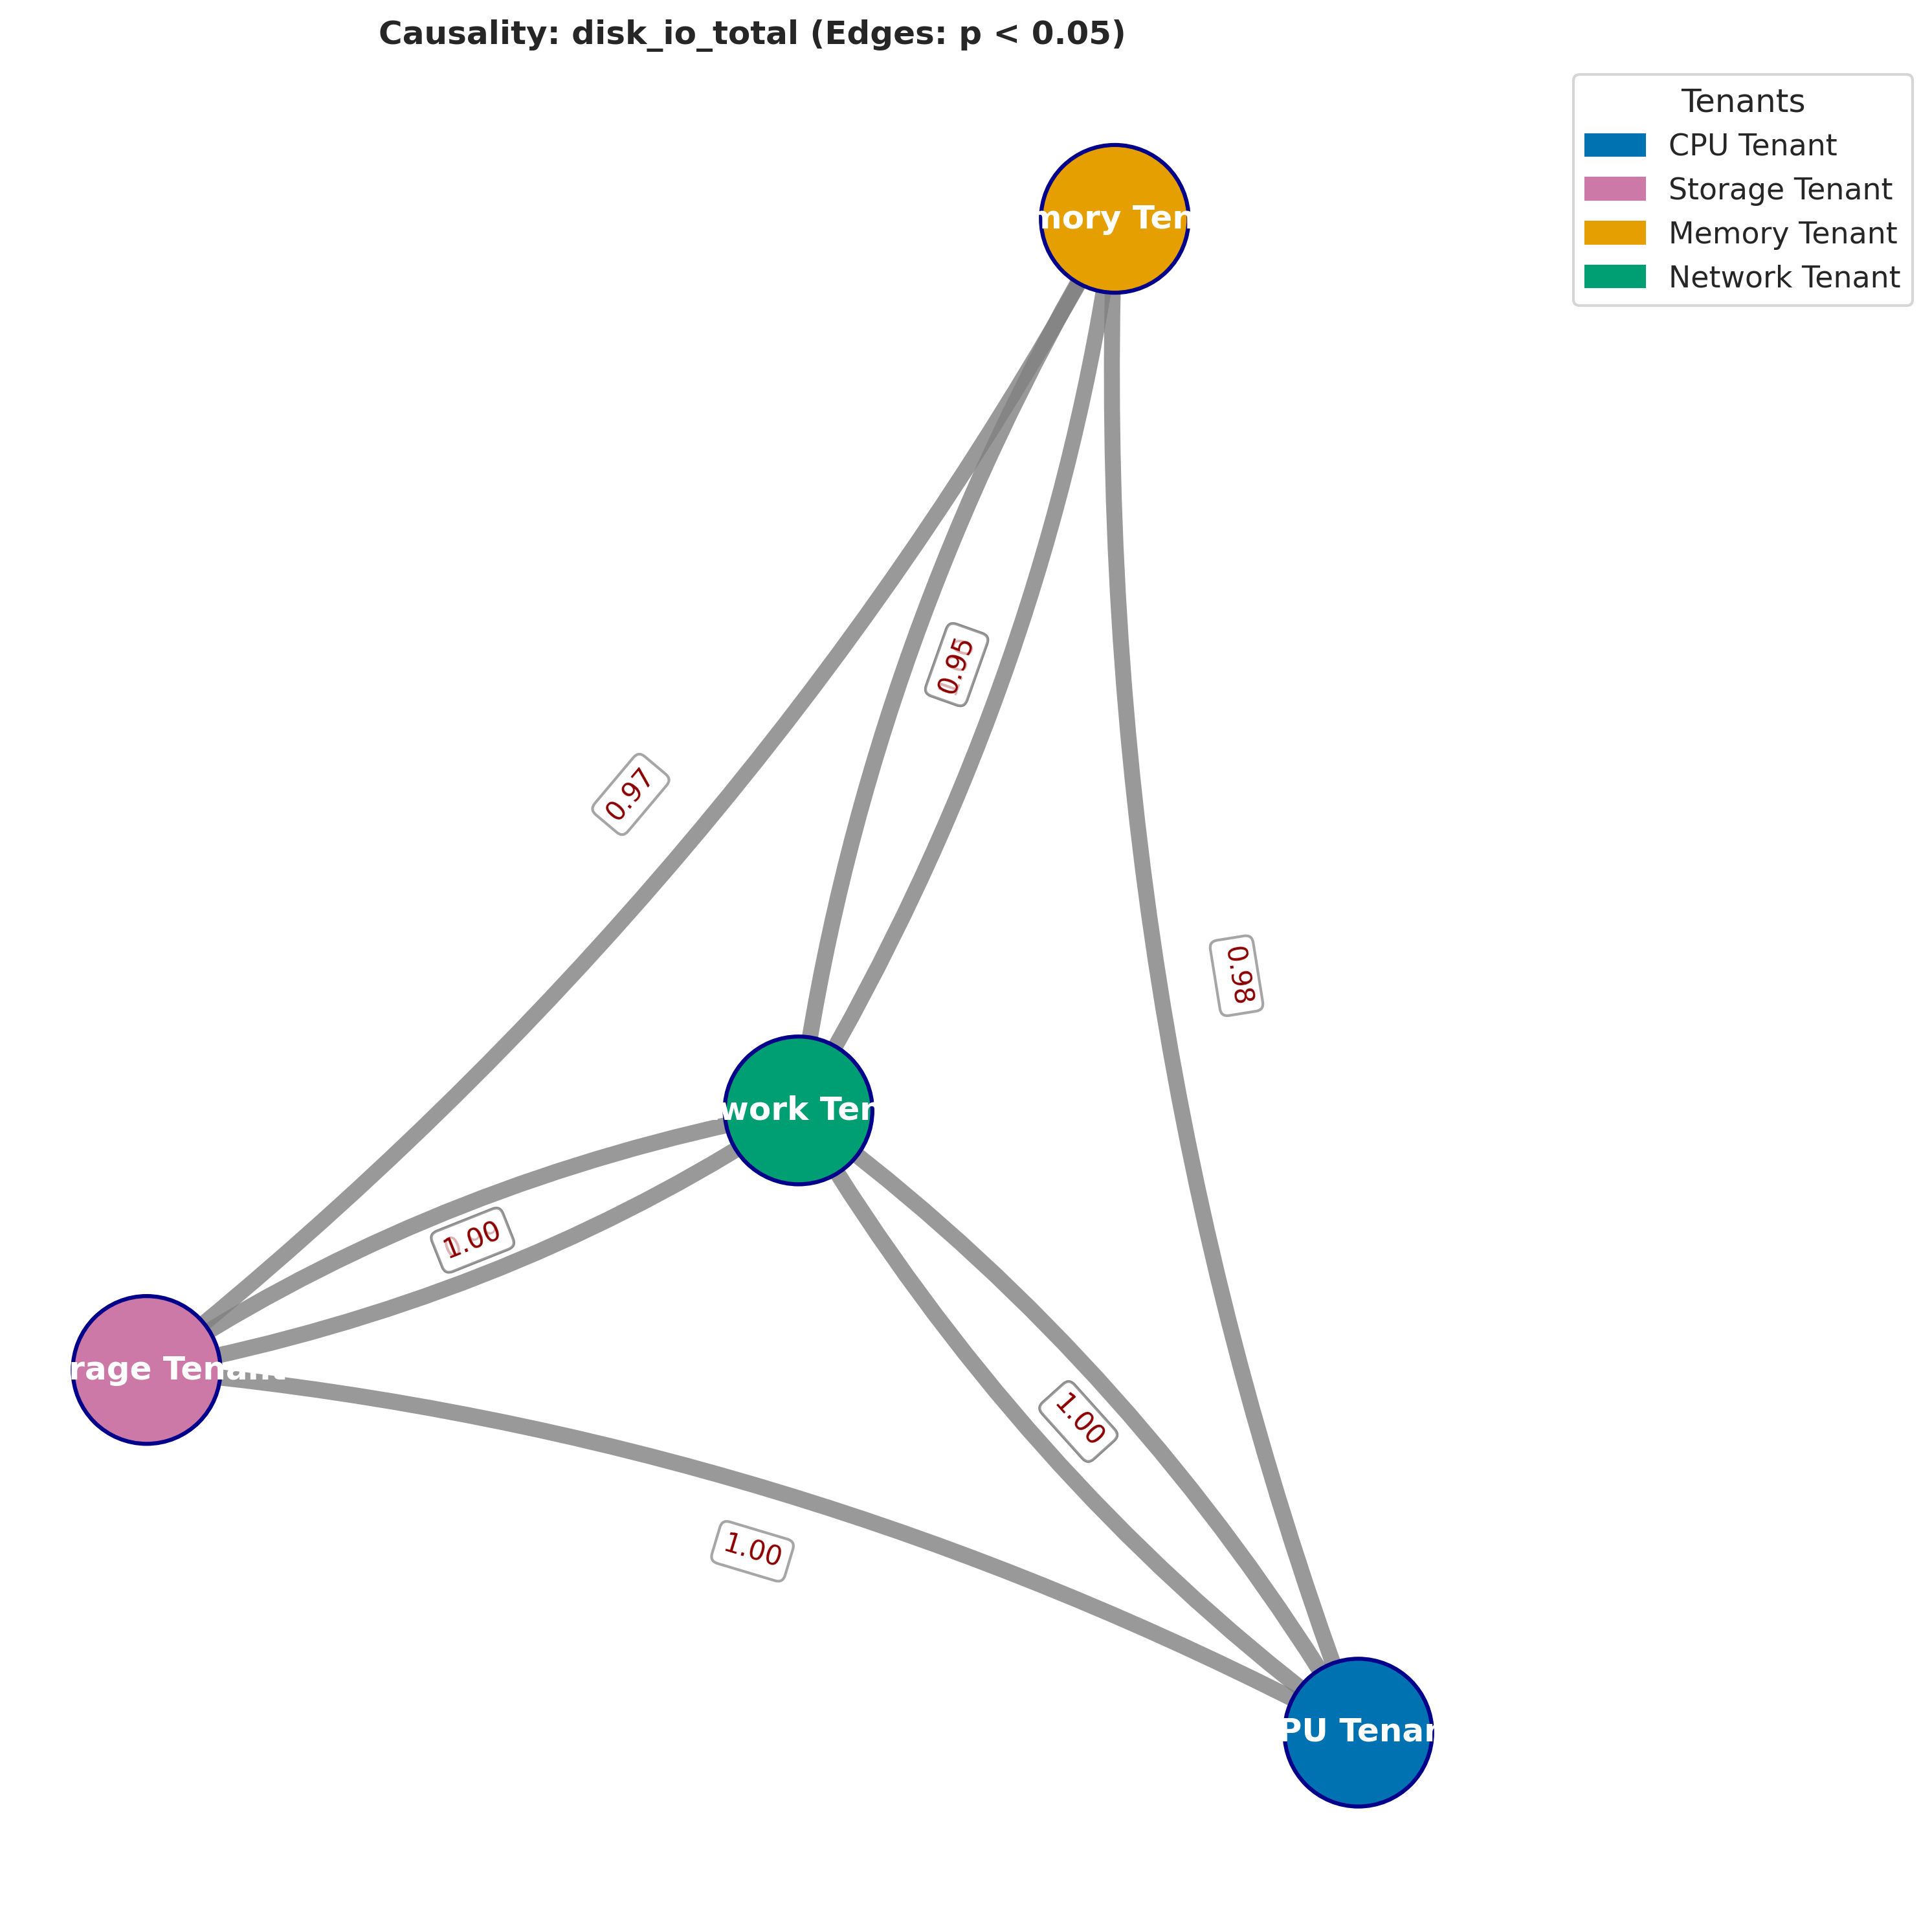 Causality: disk_io_total (Edges: p < 0.05)
Tenants
CPU Tenant
Storage Tenant
Memory Tenant
Network Tenant
mory Ten
0.95
0.97
0.98
work Ten
1.00
rage Tenant
1.00
1.00
PU Tenan